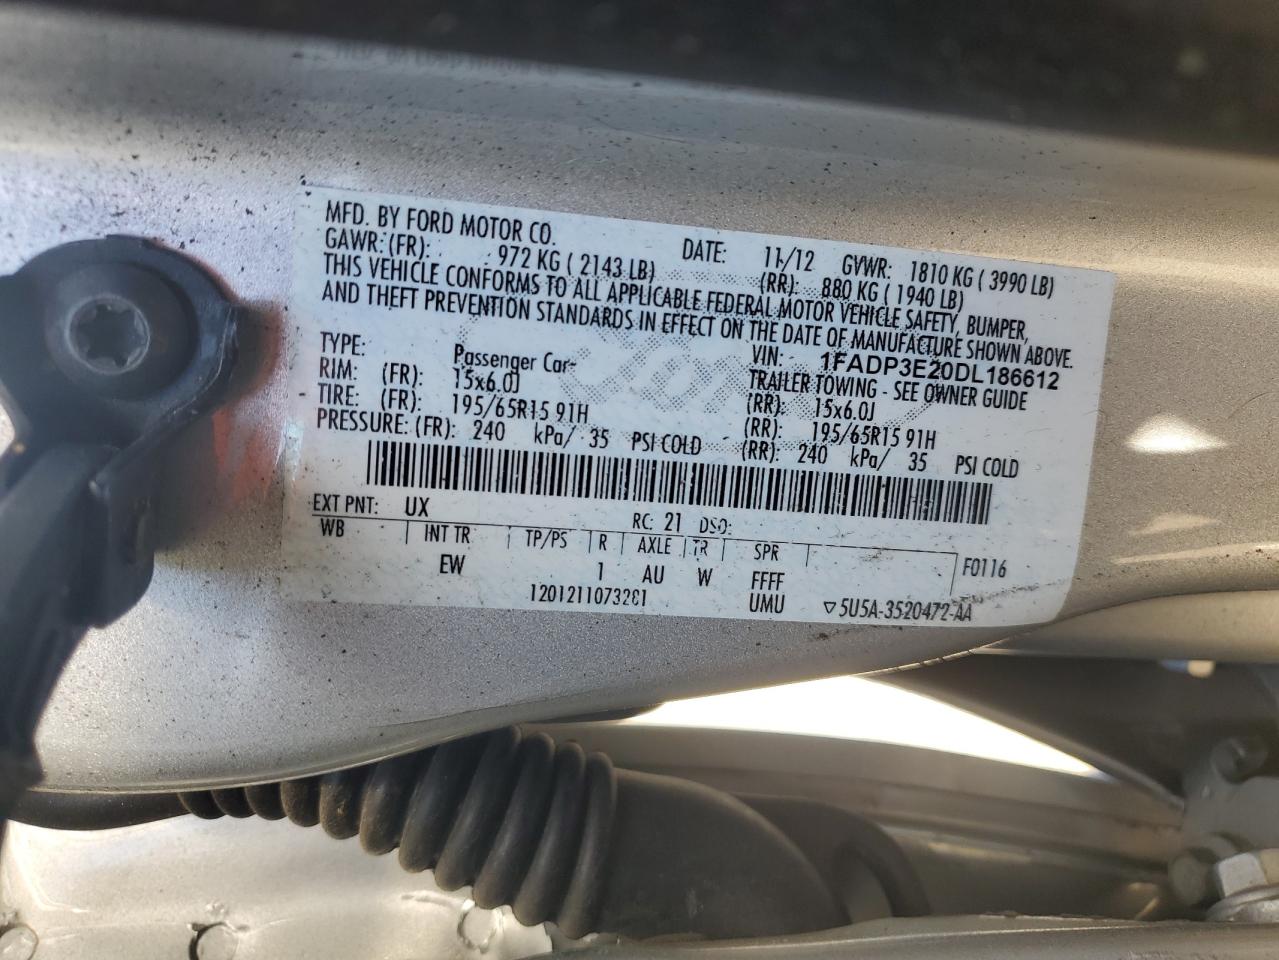 MFD. BY FORD MOTOR CO. DATE: 11/12 GVWR: 1810 KG ( 3990 LB)
GAWR:(FR): 972 KG ( 2143 LB) (RR): 880 KG ( 1940 LB)
THIS VEHICLE CONFORMS TO ALL APPLICABLE FEDERAL MOTOR VEHICLE SAFETY, BUMPER,
AND THEFT PREVENTION STANDARDS IN EFFECT ON THE DATE OF MANUFACTURE SHOWN ABOVE.
VIN: 1FADP3E20DL186612
TYPE: Passenger Car TRAILER TOWING - SEE OWNER GUIDE
RIM: (FR): 15x6.0J (RR): 15x6.0J
TIRE: (FR): 195/65R15 91H (RR): 195/65R15 91H
PRESSURE: (FR): 240 kPa/ 35 PSI COLD (RR): 240 kPa/ 35 PSI COLD
EXT PNT: UX RC: 21 DSO:
WB INT TR TP/PS R AXLE TR SPR F0116
EW 1 AU W FFFF
UMU ▽5U5A-3520472-AA